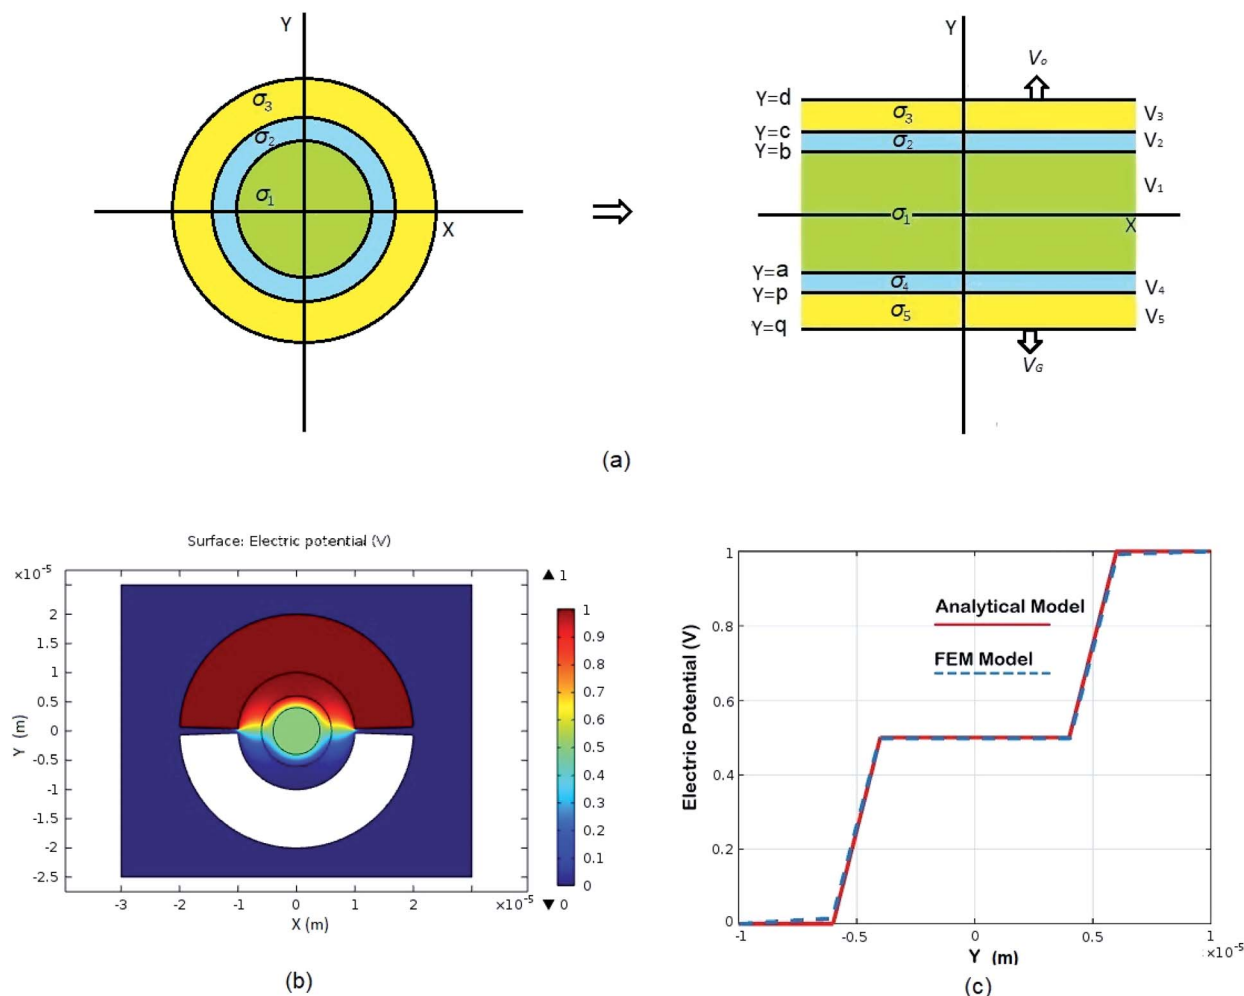 Y
σ3
σ2
σ1
X
Y
Vo
Y=d
σ3
V3
Y=c
σ2
V2
Y=b
V1
σ1
X
Y=a
σ4
V4
Y=p
σ5
V5
Y=q
VG
(a)
Surface: Electric potential (V)
×10⁻⁵
▲ 1
2
1.5
1
0.5
0
-0.5
-1
-1.5
-2
-2.5
Y (m)
-3
-2
-1
0
1
2
×10⁻⁵
X (m)
1
0.9
0.8
0.7
0.6
0.5
0.4
0.3
0.2
0.1
0
▼ 0
(b)
1
0.8
0.6
0.4
0.2
0
Electric Potential (V)
Analytical Model
FEM Model
-1
-0.5
0
0.5
1
×10⁻⁵
Y (m)
(c)